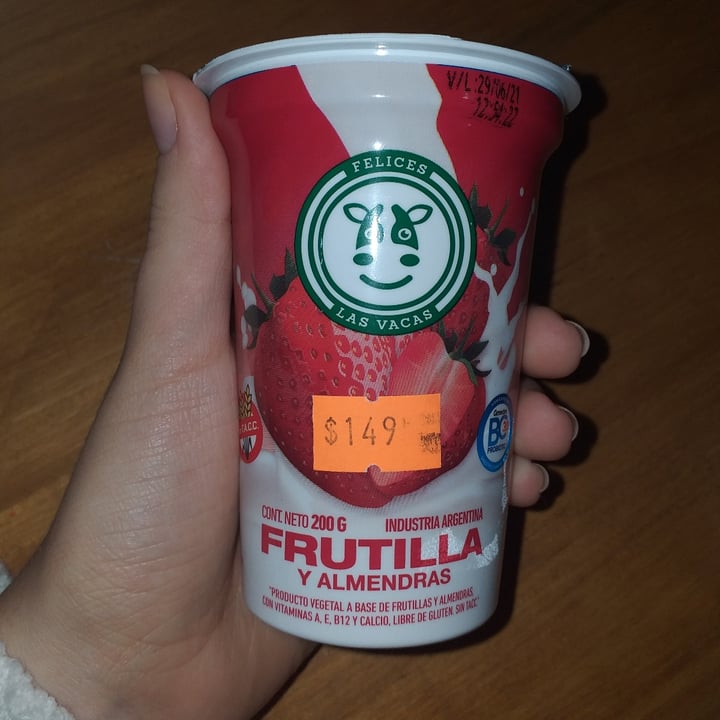 V/L:29/06/21
12:54:22
FELICES
LAS VACAS
$149
T.A.C.C.
CONT. NETO 200 G
INDUSTRIA ARGENTINA
FRUTILLA
Y ALMENDRAS
"PRODUCTO VEGETAL A BASE DE FRUTILLAS Y ALMENDRAS,
CON VITAMINAS A, E, B12 Y CALCIO, LIBRE DE GLUTEN. SIN TACC"